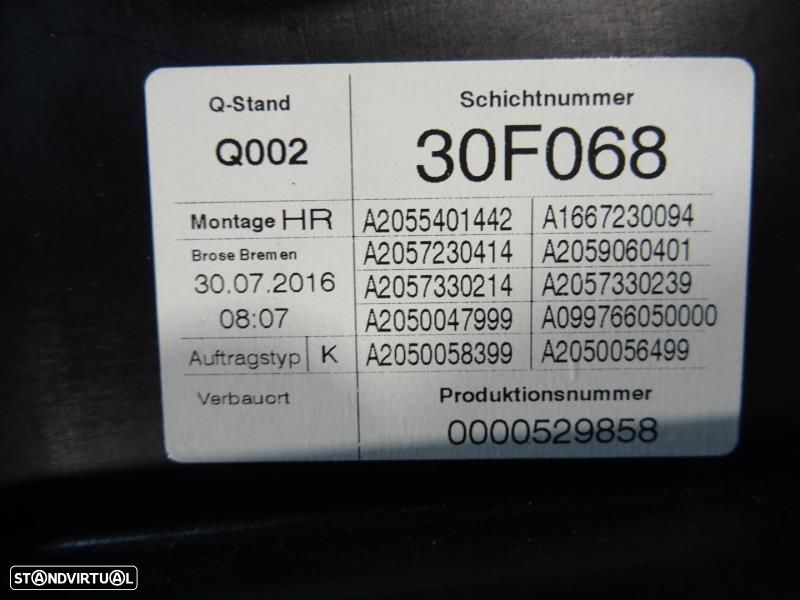 Q-Stand
Schichtnummer
Q002
30F068
Montage HR
A2055401442 A1667230094
Brose Bremen
A2057230414 A2059060401
30.07.2016
A2057330214 A2057330239
08:07
A2050047999 A099766050000
Auftragstyp K
A2050058399 A2050056499
Verbauort
Produktionsnummer
0000529858
STANDVIRTUAL